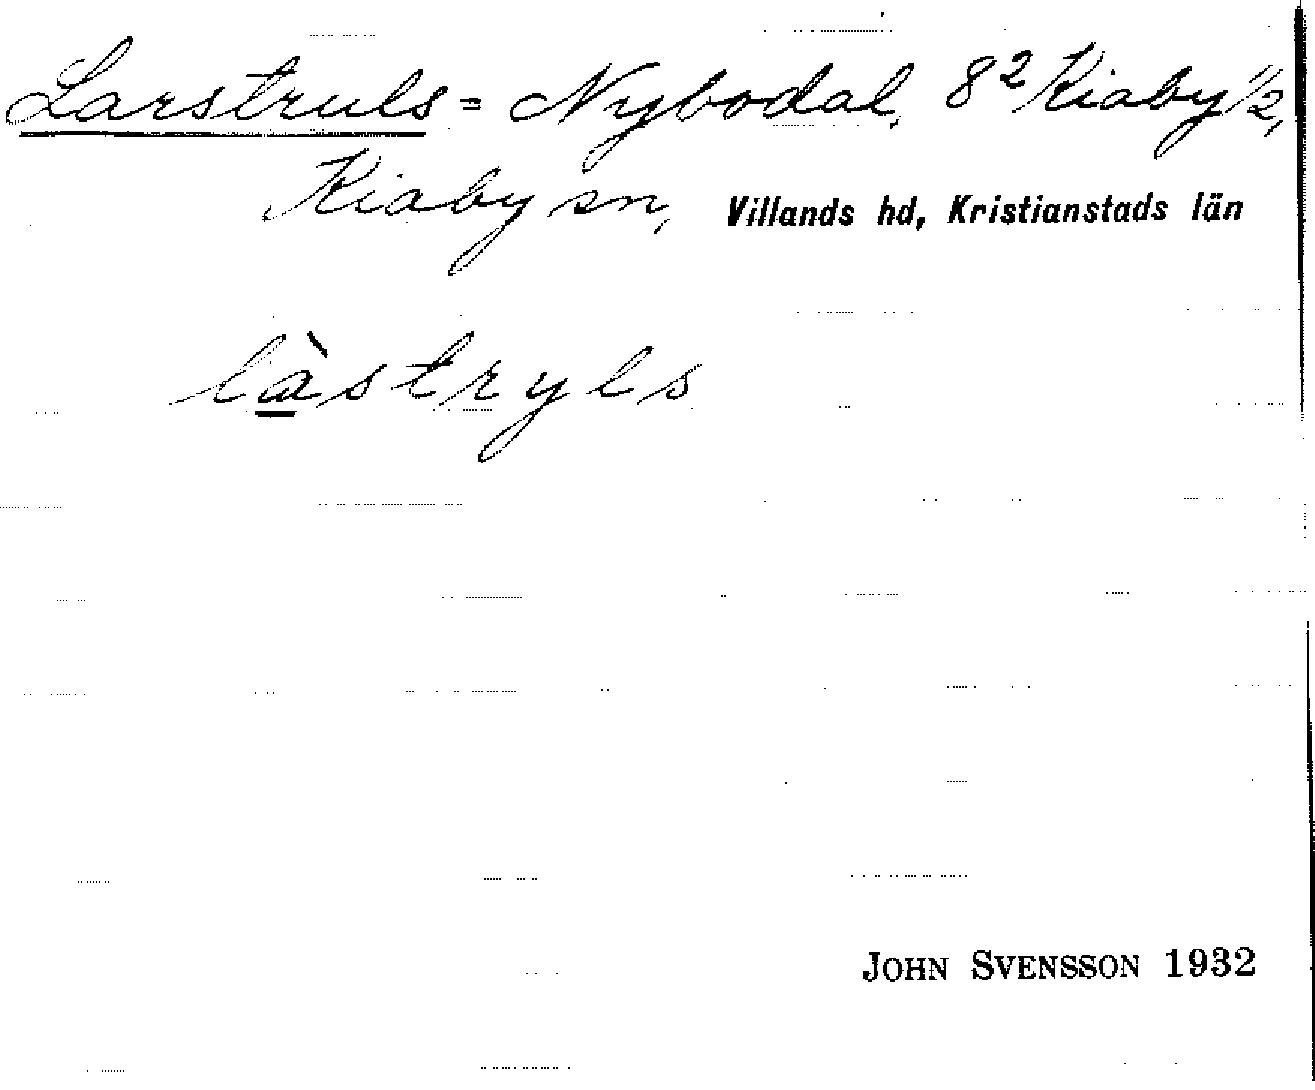 Larstruls = Nybodal, 8² Kiaby ½,
Kiaby sn, Villands hd, Kristianstads län
làstryls
JOHN SVENSSON 1932